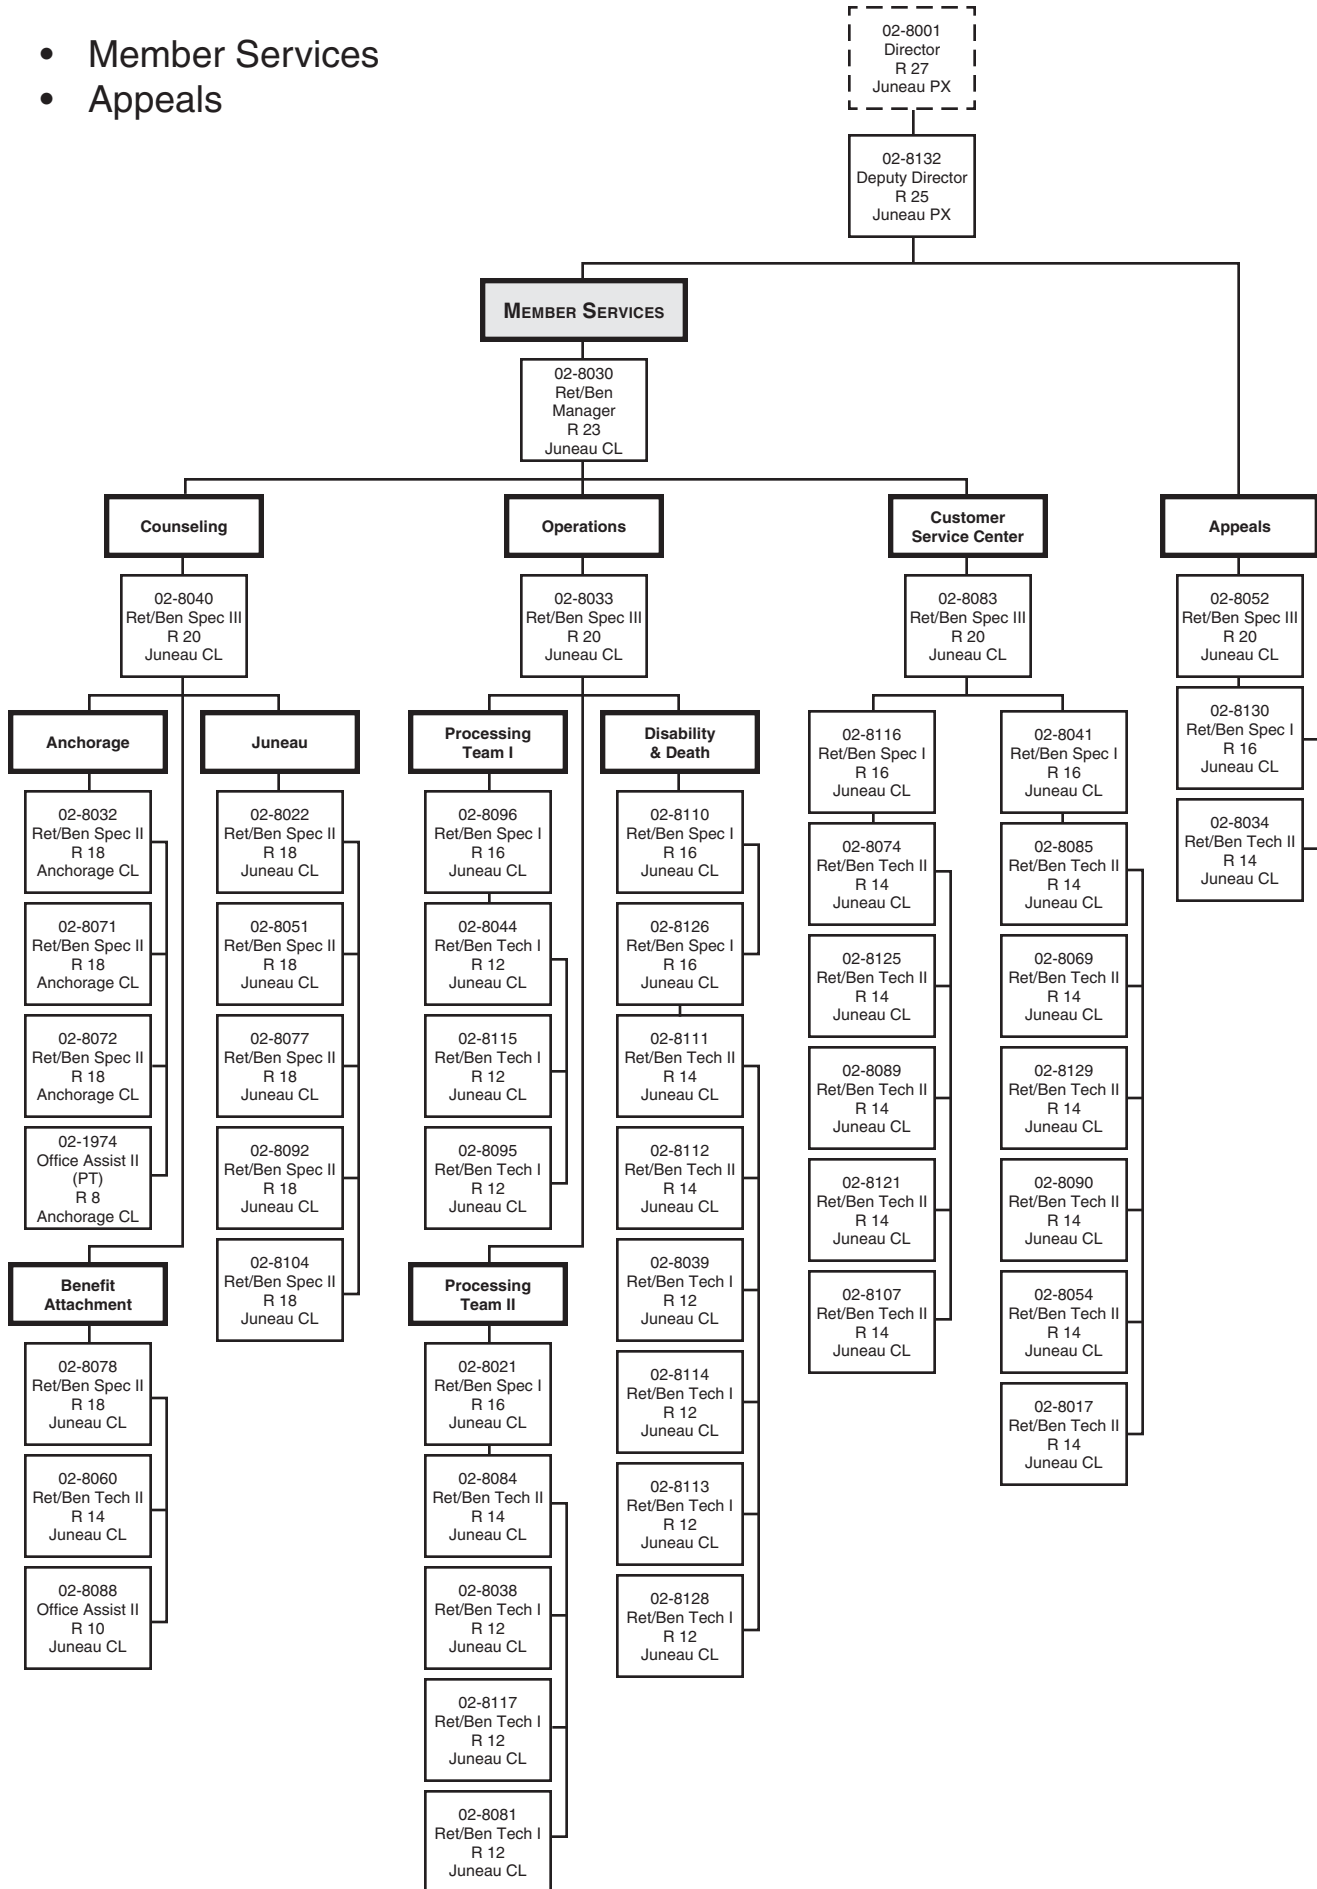 • Member Services
• Appeals
02-8001
Director
R 27
Juneau PX
02-8132
Deputy Director
R 25
Juneau PX
MEMBER SERVICES
02-8030
Ret/Ben
Manager
R 23
Juneau CL
Counseling
02-8040
Ret/Ben Spec III
R 20
Juneau CL
Anchorage
02-8032
Ret/Ben Spec II
R 18
Anchorage CL
02-8071
Ret/Ben Spec II
R 18
Anchorage CL
02-8072
Ret/Ben Spec II
R 18
Anchorage CL
02-1974
Office Assist II
(PT)
R 8
Anchorage CL
Benefit
Attachment
02-8078
Ret/Ben Spec II
R 18
Juneau CL
02-8060
Ret/Ben Tech II
R 14
Juneau CL
02-8088
Office Assist II
R 10
Juneau CL
Juneau
02-8022
Ret/Ben Spec II
R 18
Juneau CL
02-8051
Ret/Ben Spec II
R 18
Juneau CL
02-8077
Ret/Ben Spec II
R 18
Juneau CL
02-8092
Ret/Ben Spec II
R 18
Juneau CL
02-8104
Ret/Ben Spec II
R 18
Juneau CL
Operations
02-8033
Ret/Ben Spec III
R 20
Juneau CL
Processing
Team I
02-8096
Ret/Ben Spec I
R 16
Juneau CL
02-8044
Ret/Ben Tech I
R 12
Juneau CL
02-8115
Ret/Ben Tech I
R 12
Juneau CL
02-8095
Ret/Ben Tech I
R 12
Juneau CL
Processing
Team II
02-8021
Ret/Ben Spec I
R 16
Juneau CL
02-8084
Ret/Ben Tech II
R 14
Juneau CL
02-8038
Ret/Ben Tech I
R 12
Juneau CL
02-8117
Ret/Ben Tech I
R 12
Juneau CL
02-8081
Ret/Ben Tech I
R 12
Juneau CL
Disability
& Death
02-8110
Ret/Ben Spec I
R 16
Juneau CL
02-8126
Ret/Ben Spec I
R 16
Juneau CL
02-8111
Ret/Ben Tech II
R 14
Juneau CL
02-8112
Ret/Ben Tech II
R 14
Juneau CL
02-8039
Ret/Ben Tech I
R 12
Juneau CL
02-8114
Ret/Ben Tech I
R 12
Juneau CL
02-8113
Ret/Ben Tech I
R 12
Juneau CL
02-8128
Ret/Ben Tech I
R 12
Juneau CL
Customer
Service Center
02-8083
Ret/Ben Spec III
R 20
Juneau CL
02-8116
Ret/Ben Spec I
R 16
Juneau CL
02-8074
Ret/Ben Tech II
R 14
Juneau CL
02-8125
Ret/Ben Tech II
R 14
Juneau CL
02-8089
Ret/Ben Tech II
R 14
Juneau CL
02-8121
Ret/Ben Tech II
R 14
Juneau CL
02-8107
Ret/Ben Tech II
R 14
Juneau CL
02-8041
Ret/Ben Spec I
R 16
Juneau CL
02-8085
Ret/Ben Tech II
R 14
Juneau CL
02-8069
Ret/Ben Tech II
R 14
Juneau CL
02-8129
Ret/Ben Tech II
R 14
Juneau CL
02-8090
Ret/Ben Tech II
R 14
Juneau CL
02-8054
Ret/Ben Tech II
R 14
Juneau CL
02-8017
Ret/Ben Tech II
R 14
Juneau CL
Appeals
02-8052
Ret/Ben Spec III
R 20
Juneau CL
02-8130
Ret/Ben Spec I
R 16
Juneau CL
02-8034
Ret/Ben Tech II
R 14
Juneau CL